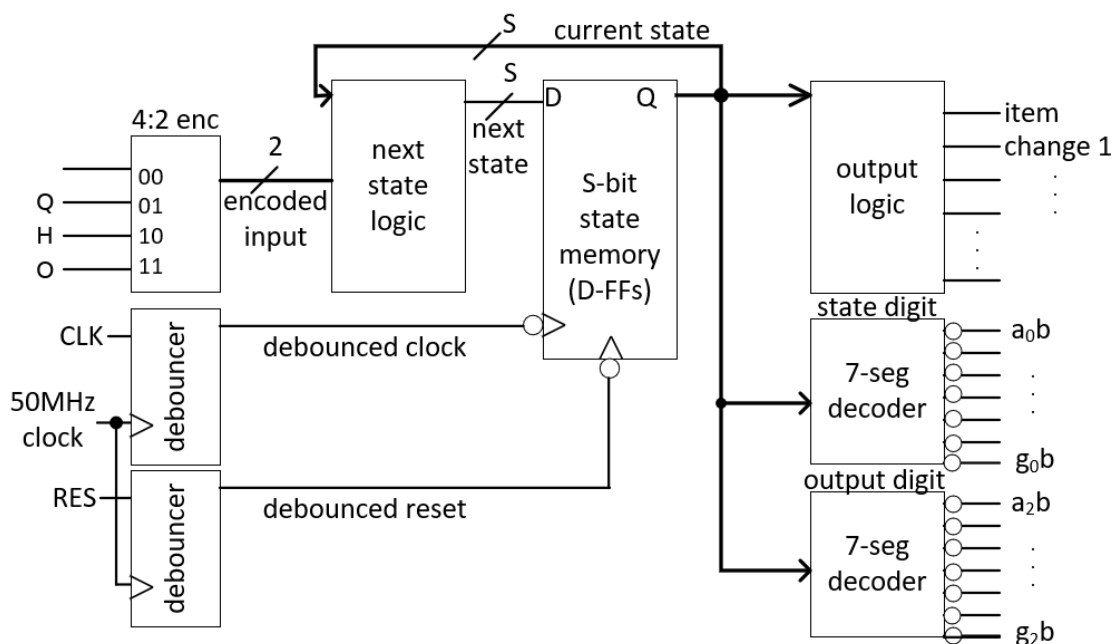 S
current state
4:2 enc
00
Q
01
H
10
O
11
2
encoded
input
next
state
logic
S
next
state
D
Q
S-bit
state
memory
(D-FFs)
output
logic
item
change 1
CLK
debouncer
debounced clock
50MHz
clock
RES
debouncer
debounced reset
state digit
7-seg
decoder
a₀b
g₀b
output digit
7-seg
decoder
a₂b
g₂b